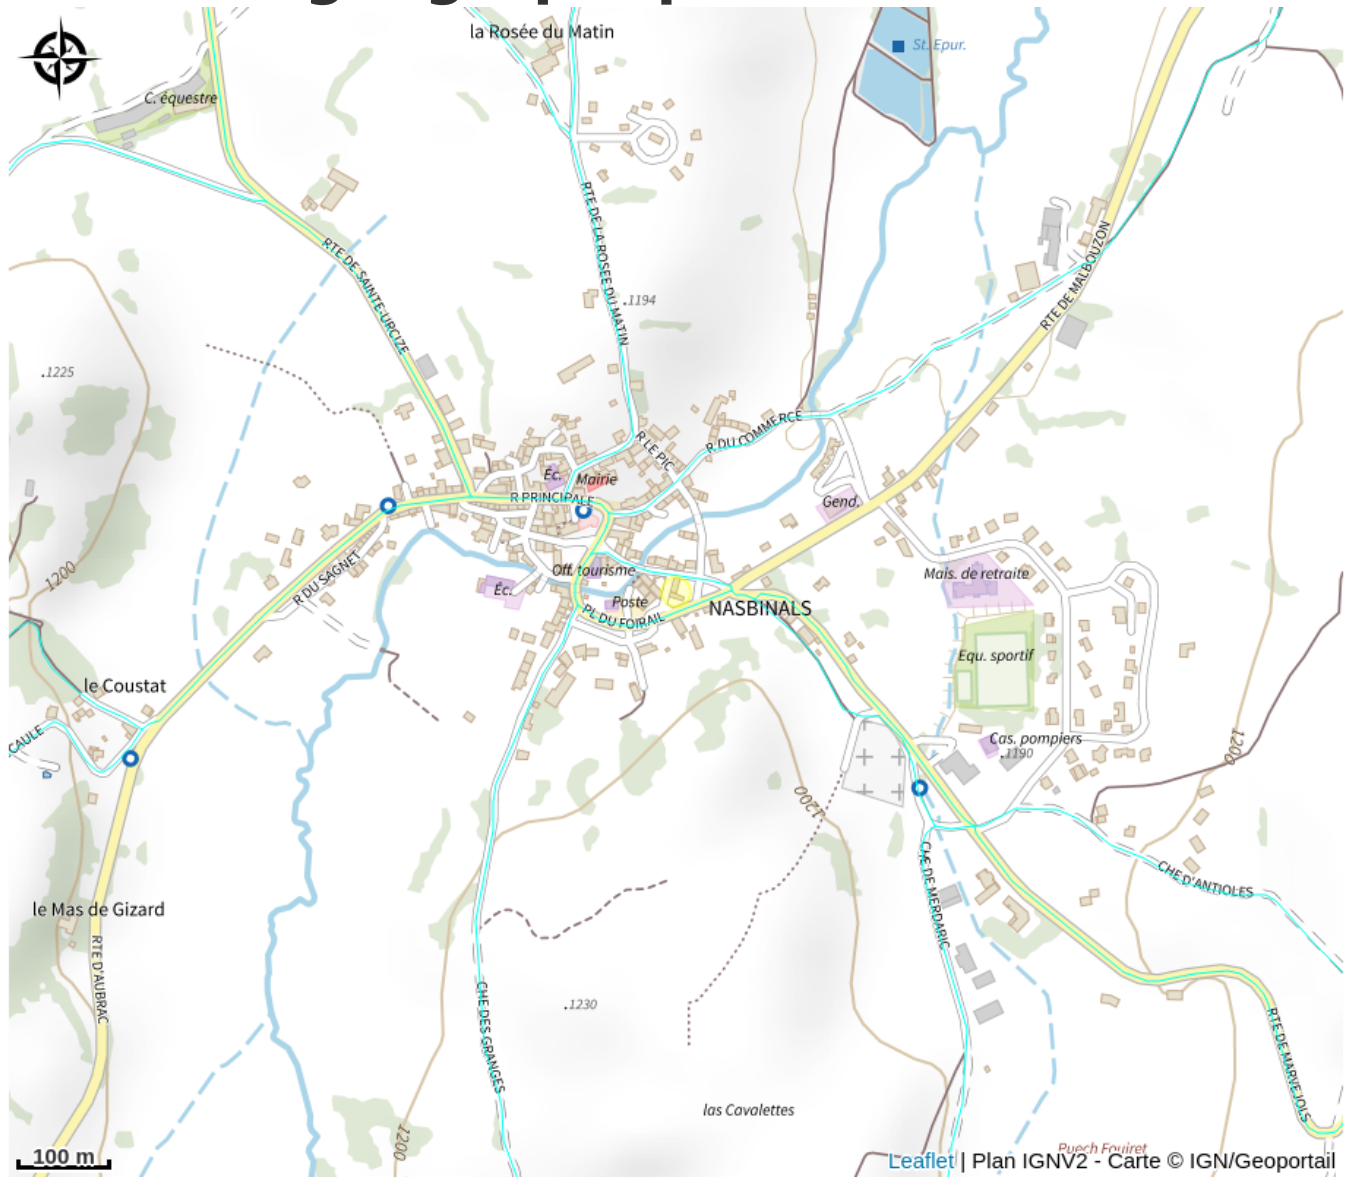 la Rosée du Matin
St. Epur.
C. équestre
RTE DE LA ROSEE DU MATIN
RTE DE SAINTE-URCIZE
RTE DE MALBOUZON
.1194
.1225
R LE PIC
R DU COMMERCE
Éc.
Mairie
R PRINCIPALE
Gend.
1200
R DU SAGNET
Off. tourisme
Mais. de retraite
Éc.
Poste
NASBINALS
PL DU FOIRAIL
Equ. sportif
le Coustat
CAULE
Cas. pompiers
.1190
1200
1200
CHE D'ANTIOLES
CHE DE MERDARIC
le Mas de Gizard
RTE D'AUBRAC
.1230
CHE DES GRANGES
RTE DE MARVEJOLS
las Cavalettes
1200
Puech Fouiret
100 m
Leaflet | Plan IGNV2 - Carte © IGN/Geoportail